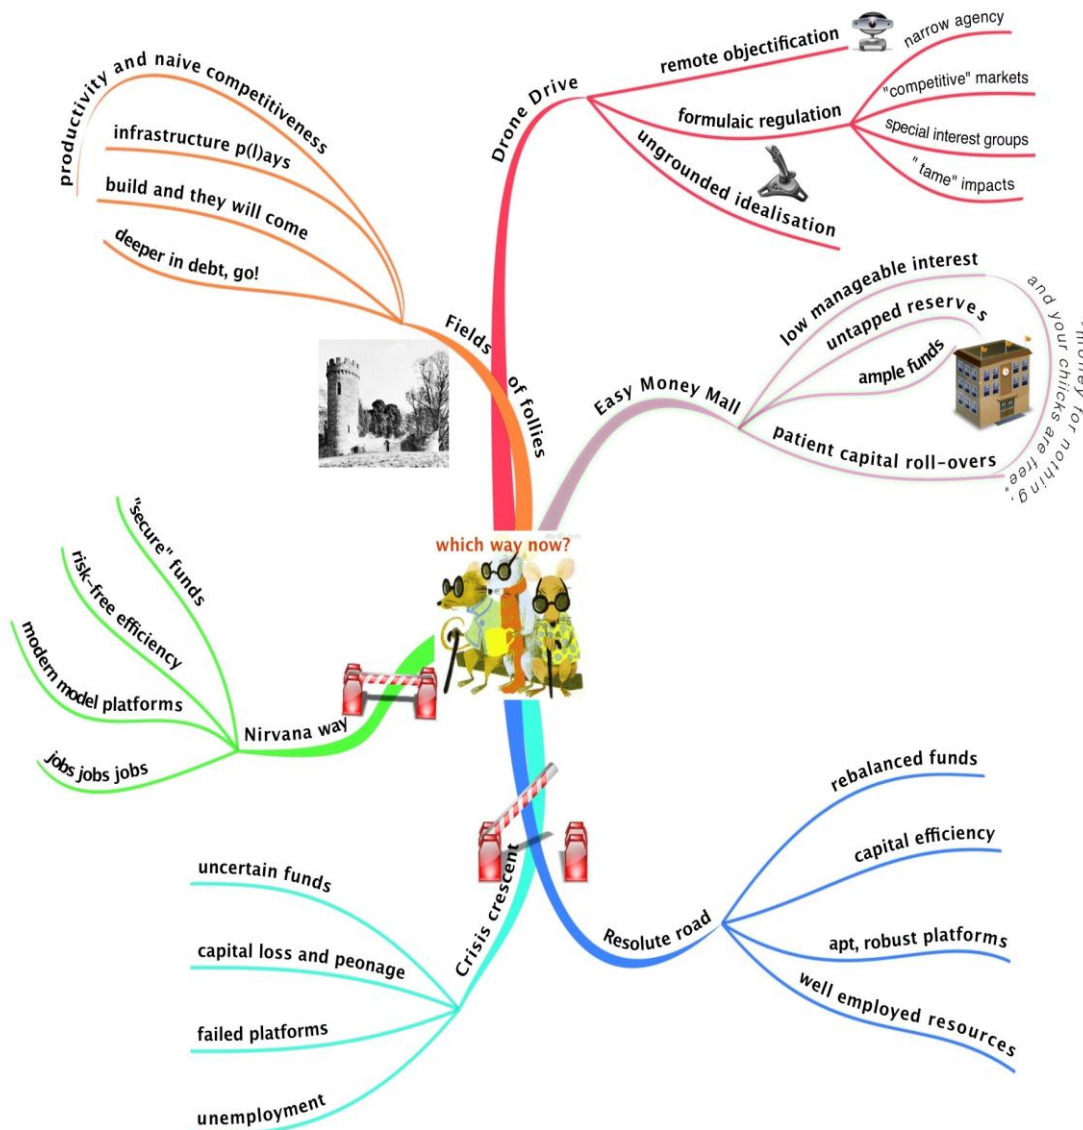 which way now?
Drone Drive
remote objectification
formulaic regulation
narrow agency
"competitive" markets
special interest groups
" tame" impacts
ungrounded idealisation
Easy Money Mall
low manageable interest
untapped reserves
ample funds
patient capital roll-overs
"money for nothing,
and your chiicks are free"
Resolute road
rebalanced funds
capital efficiency
apt, robust platforms
well employed resources
Crisis crescent
uncertain funds
capital loss and peonage
failed platforms
unemployment
Nirvana way
"secure" funds
risk-free efficiency
modern model platforms
jobs jobs jobs
Fields of follies
productivity and naive competitiveness
infrastructure p(l)ays
build and they will come
deeper in debt, go!